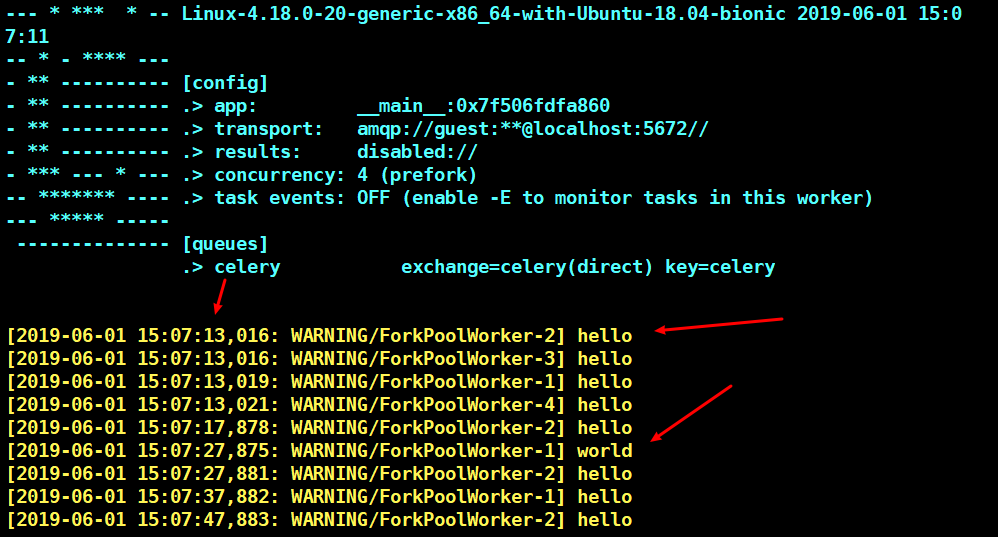 --- * ***  * -- Linux-4.18.0-20-generic-x86_64-with-Ubuntu-18.04-bionic 2019-06-01 15:0
7:11
-- * - **** ---
- ** ---------- [config]
- ** ---------- .> app:         __main__:0x7f506fdfa860
- ** ---------- .> transport:   amqp://guest:**@localhost:5672//
- ** ---------- .> results:     disabled://
- *** --- * --- .> concurrency: 4 (prefork)
-- ******* ---- .> task events: OFF (enable -E to monitor tasks in this worker)
--- ***** -----
 -------------- [queues]
                .> celery           exchange=celery(direct) key=celery
[2019-06-01 15:07:13,016: WARNING/ForkPoolWorker-2] hello
[2019-06-01 15:07:13,016: WARNING/ForkPoolWorker-3] hello
[2019-06-01 15:07:13,019: WARNING/ForkPoolWorker-1] hello
[2019-06-01 15:07:13,021: WARNING/ForkPoolWorker-4] hello
[2019-06-01 15:07:17,878: WARNING/ForkPoolWorker-2] hello
[2019-06-01 15:07:27,875: WARNING/ForkPoolWorker-1] world
[2019-06-01 15:07:27,881: WARNING/ForkPoolWorker-2] hello
[2019-06-01 15:07:37,882: WARNING/ForkPoolWorker-1] hello
[2019-06-01 15:07:47,883: WARNING/ForkPoolWorker-2] hello